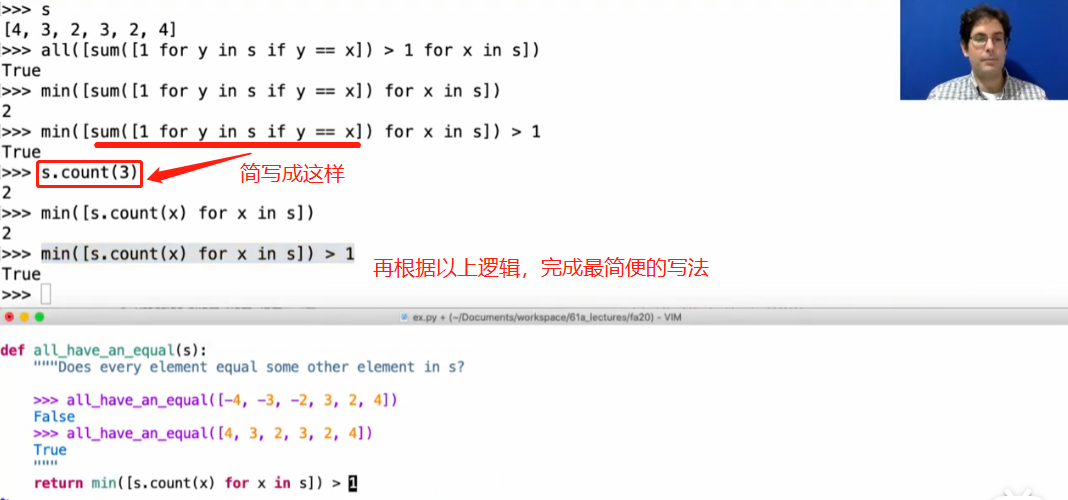 >>> s
[4, 3, 2, 3, 2, 4]
>>> all([sum([1 for y in s if y == x]) > 1 for x in s])
True
>>> min([sum([1 for y in s if y == x]) for x in s])
2
>>> min([sum([1 for y in s if y == x]) for x in s]) > 1
True
>>> s.count(3)
简写成这样
2
>>> min([s.count(x) for x in s])
2
>>> min([s.count(x) for x in s]) > 1
再根据以上逻辑，完成最简便的写法
True
>>>
ex.py + (~/Documents/workspace/61a_lectures/fa20) - VIM
def all_have_an_equal(s):
"""Does every element equal some other element in s?
>>> all_have_an_equal([-4, -3, -2, 3, 2, 4])
False
>>> all_have_an_equal([4, 3, 2, 3, 2, 4])
True
"""
return min([s.count(x) for x in s]) > 1